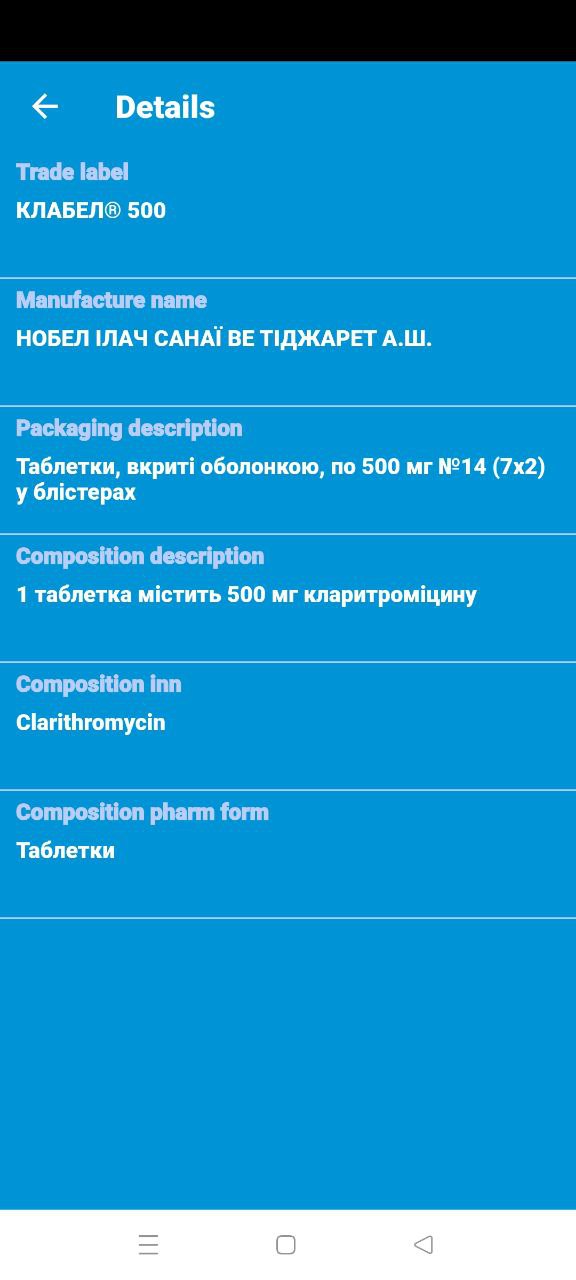 Details
Trade label
КЛАБЕЛ® 500
Manufacture name
НОБЕЛ ІЛАЧ САНАЇ ВЕ ТІДЖАРЕТ А.Ш.
Packaging description
Таблетки, вкриті оболонкою, по 500 мг №14 (7х2)
у блістерах
Composition description
1 таблетка містить 500 мг кларитроміцину
Composition inn
Clarithromycin
Composition pharm form
Таблетки